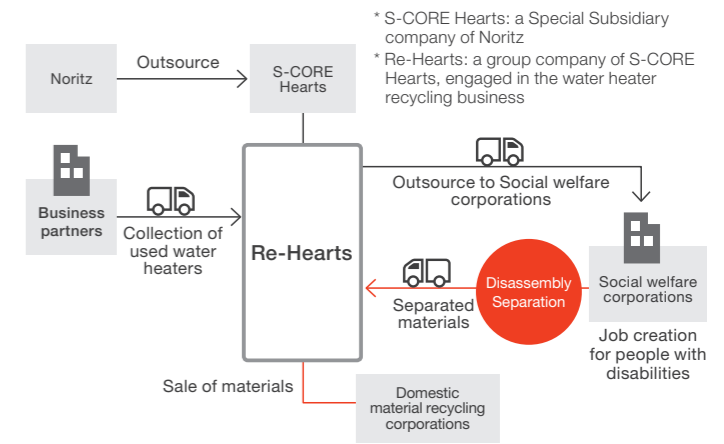 * S-CORE Hearts: a Special Subsidiary
company of Noritz
* Re-Hearts: a group company of S-CORE
Hearts, engaged in the water heater
recycling business
Noritz
Outsource
S-CORE
Hearts
Business
partners
Collection of
used water
heaters
Re-Hearts
Outsource to Social welfare
corporations
Social welfare
corporations
Job creation
for people with
disabilities
Disassembly
Separation
Separated
materials
Sale of materials
Domestic
material recycling
corporations